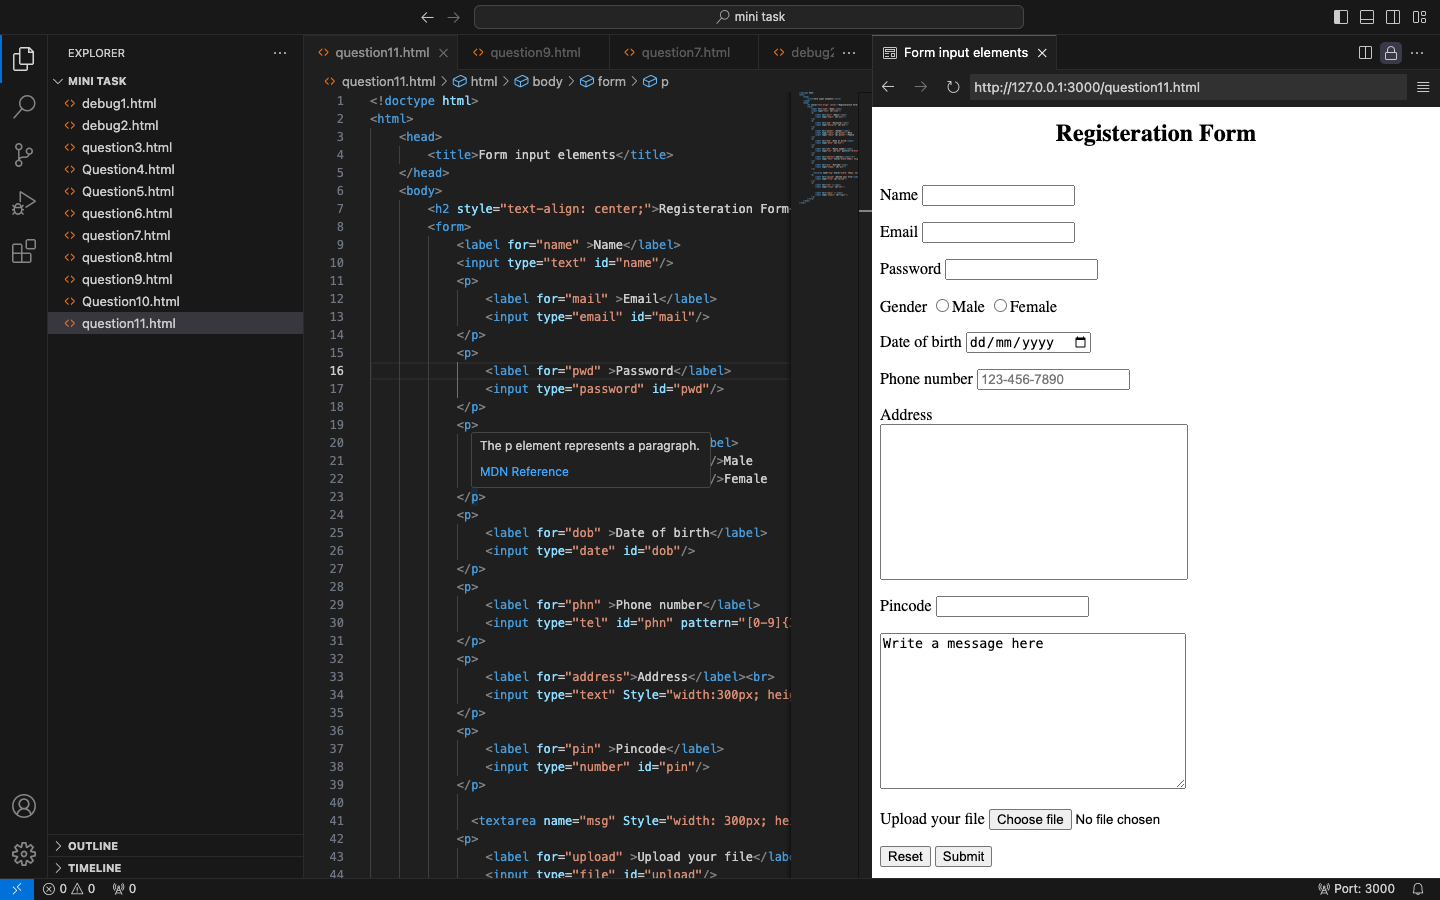 mini task
EXPLORER
MINI TASK
debug1.html
debug2.html
question3.html
Question4.html
Question5.html
question6.html
question7.html
question8.html
question9.html
Question10.html
question11.html
OUTLINE
TIMELINE
question11.html question9.html question7.html debug2
question11.html > html > body > form > p
1 <!doctype html>
2 <html>
3 <head>
4 <title>Form input elements</title>
5 </head>
6 <body>
7 <h2 style="text-align: center;">Registeration Form
8 <form>
9 <label for="name" >Name</label>
10 <input type="text" id="name"/>
11 <p>
12 <label for="mail" >Email</label>
13 <input type="email" id="mail"/>
14 </p>
15 <p>
16 <label for="pwd" >Password</label>
17 <input type="password" id="pwd"/>
18 </p>
19 <p>
20 bel>
21 />Male
22 />Female
The p element represents a paragraph.
MDN Reference
23 </p>
24 <p>
25 <label for="dob" >Date of birth</label>
26 <input type="date" id="dob"/>
27 </p>
28 <p>
29 <label for="phn" >Phone number</label>
30 <input type="tel" id="phn" pattern="[0-9]{
31 </p>
32 <p>
33 <label for="address">Address</label><br>
34 <input type="text" Style="width:300px; hei
35 </p>
36 <p>
37 <label for="pin" >Pincode</label>
38 <input type="number" id="pin"/>
39 </p>
40
41 <textarea name="msg" Style="width: 300px; he
42 <p>
43 <label for="upload" >Upload your file</lab
44 <input type="file" id="upload"/>
Form input elements
http://127.0.0.1:3000/question11.html
Registeration Form
Name
Email
Password
Gender Male Female
Date of birth dd/mm/yyyy
Phone number 123-456-7890
Address
Pincode
Write a message here
Upload your file Choose file No file chosen
Reset Submit
0 0 0
Port: 3000